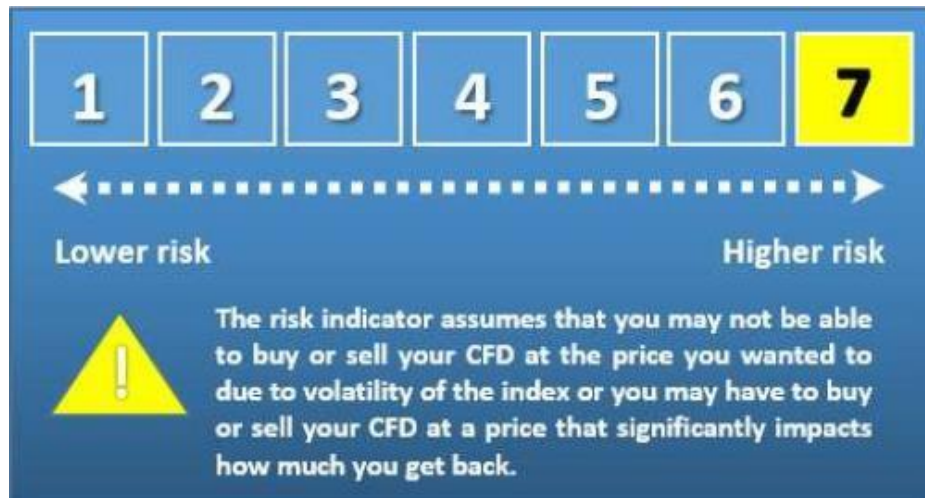 1 2 3 4 5 6 7
Lower risk Higher risk
!
The risk indicator assumes that you may not be able
to buy or sell your CFD at the price you wanted to
due to volatility of the index or you may have to buy
or sell your CFD at a price that significantly impacts
how much you get back.